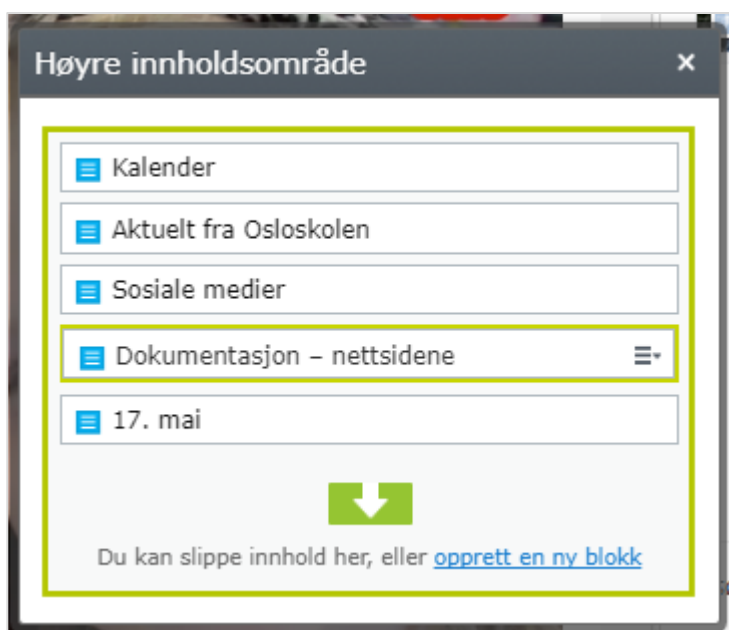 Høyre innholdsområde
Kalender
Aktuelt fra Osloskolen
Sosiale medier
Dokumentasjon – nettsidene
17. mai
Du kan slippe innhold her, eller opprett en ny blokk